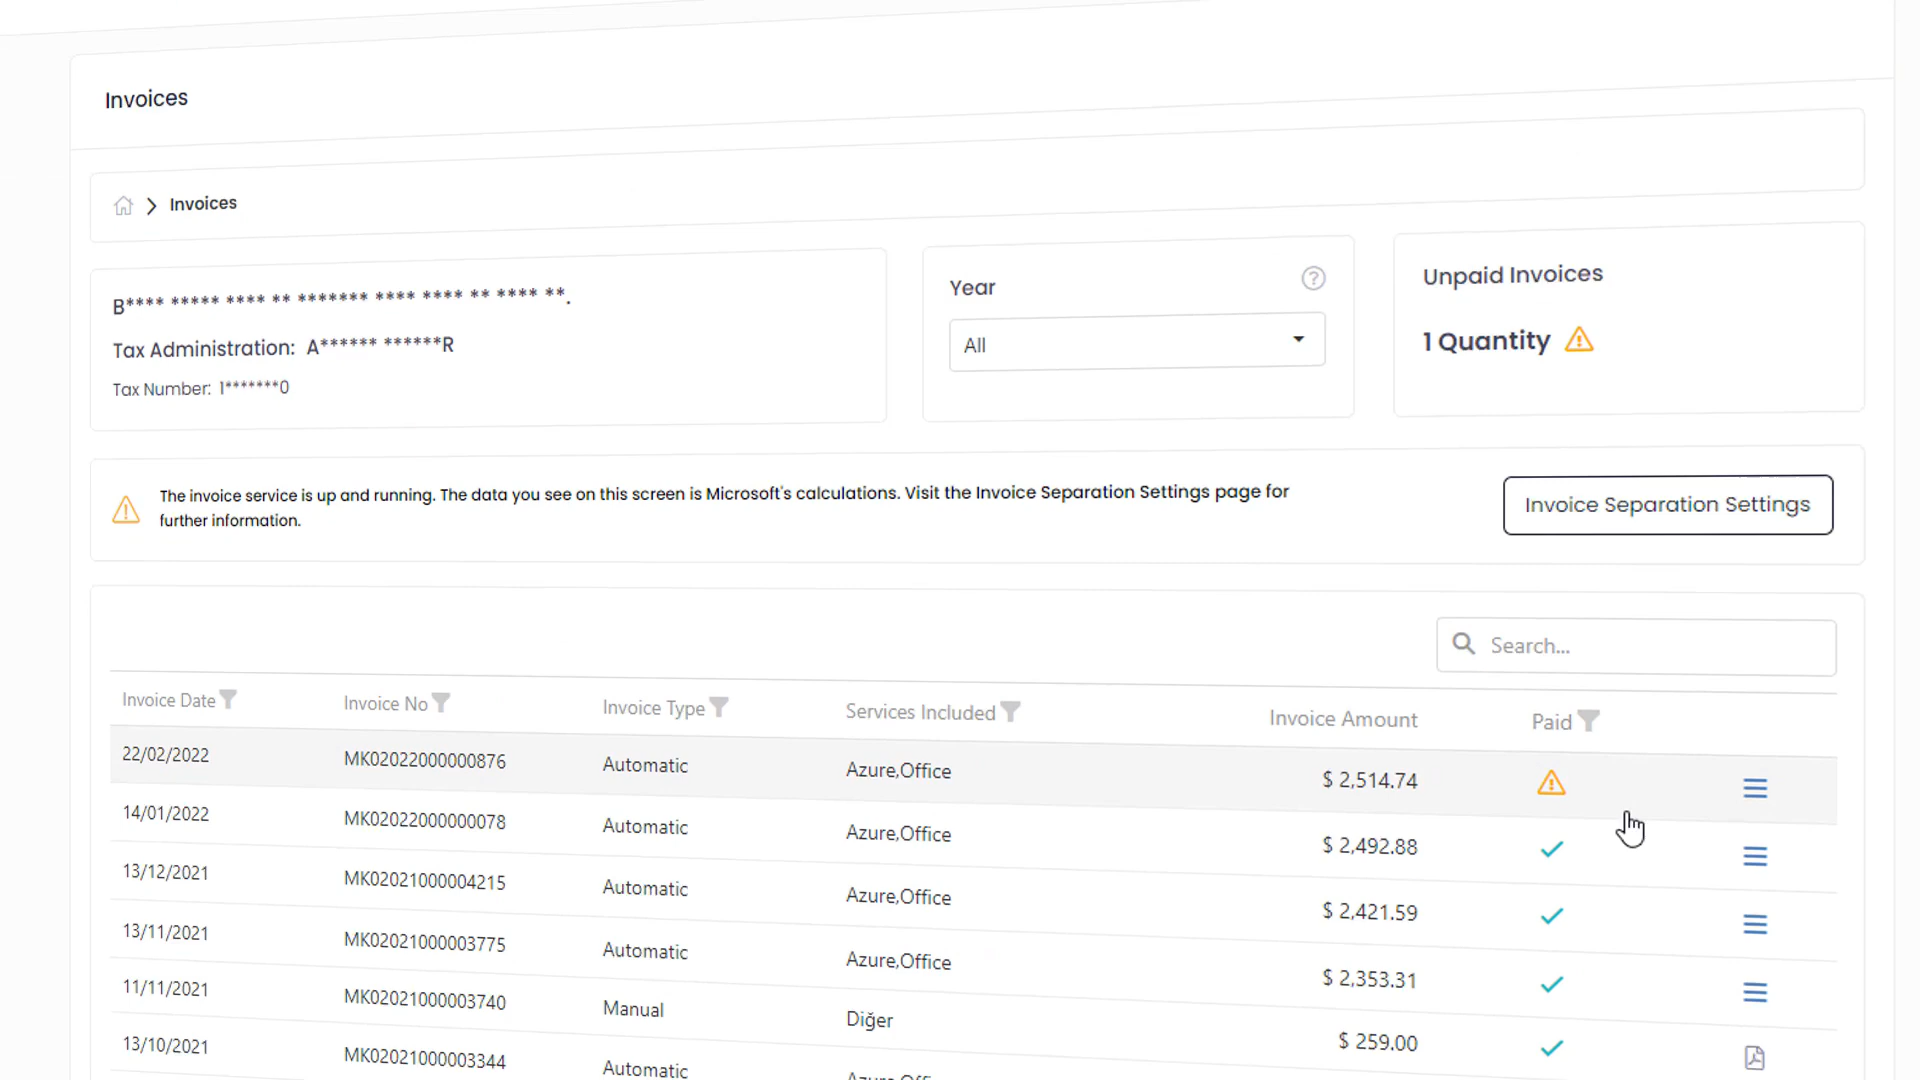 Invoices
Invoices
B**** ***** **** ** ******* **** **** ** **** **.
Tax Administration: A****** ******R
Tax Number: 1*******0
Year
All
Unpaid Invoices
1 Quantity
The invoice service is up and running. The data you see on this screen is Microsoft's calculations. Visit the Invoice Separation Settings page for
further information.
Invoice Separation Settings
Search...
Invoice Date Invoice No Invoice Type Services Included Invoice Amount Paid
22/02/2022 MK02022000000876 Automatic Azure,Office $ 2,514.74
14/01/2022 MK02022000000078 Automatic Azure,Office $ 2,492.88
13/12/2021 MK02021000004215 Automatic Azure,Office $ 2,421.59
13/11/2021 MK02021000003775 Automatic Azure,Office $ 2,353.31
11/11/2021 MK02021000003740 Manual Diğer $ 259.00
13/10/2021 MK02021000003344 Automatic